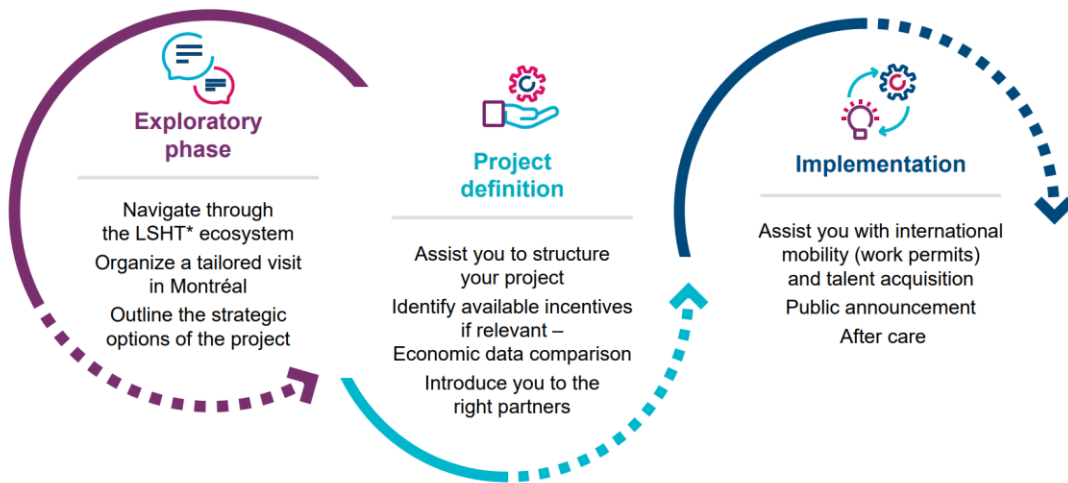 Exploratory
phase
Navigate through
the LSHT* ecosystem
Organize a tailored visit
in Montréal
Outline the strategic
options of the project
Project
definition
Assist you to structure
your project
Identify available incentives
if relevant –
Economic data comparison
Introduce you to the
right partners
Implementation
Assist you with international
mobility (work permits)
and talent acquisition
Public announcement
After care